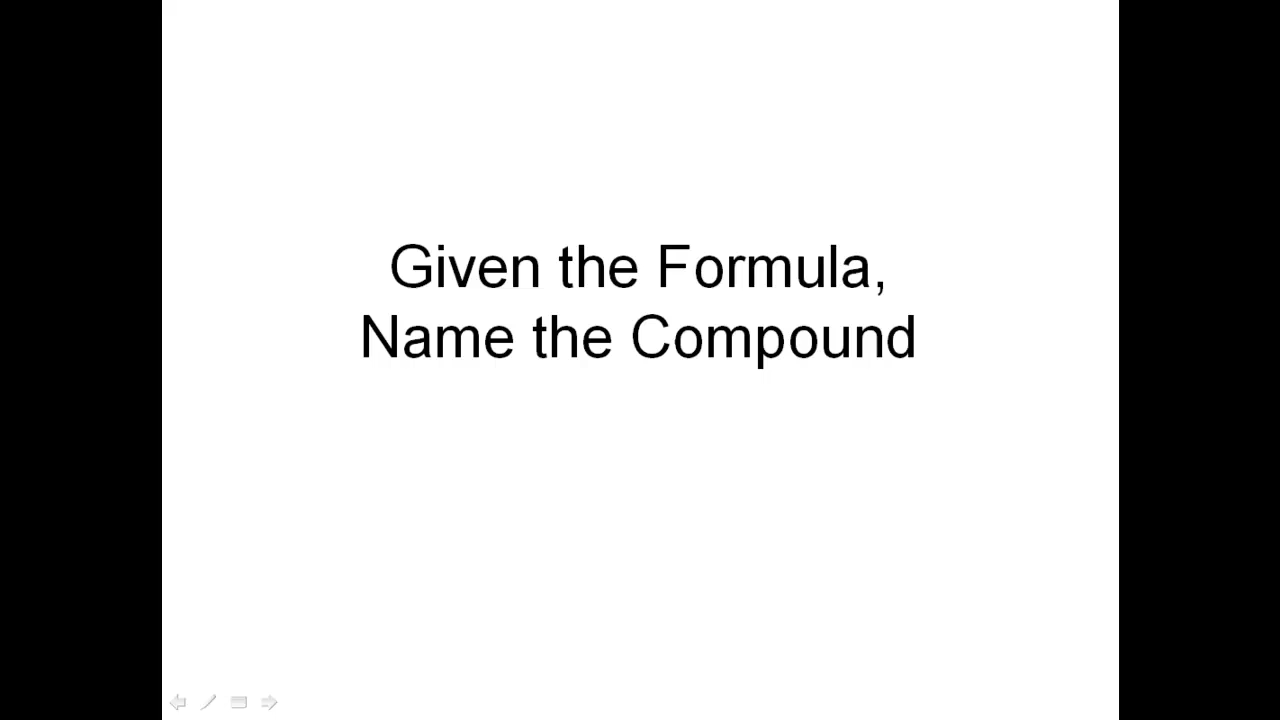 Given the Formula,
Name the Compound